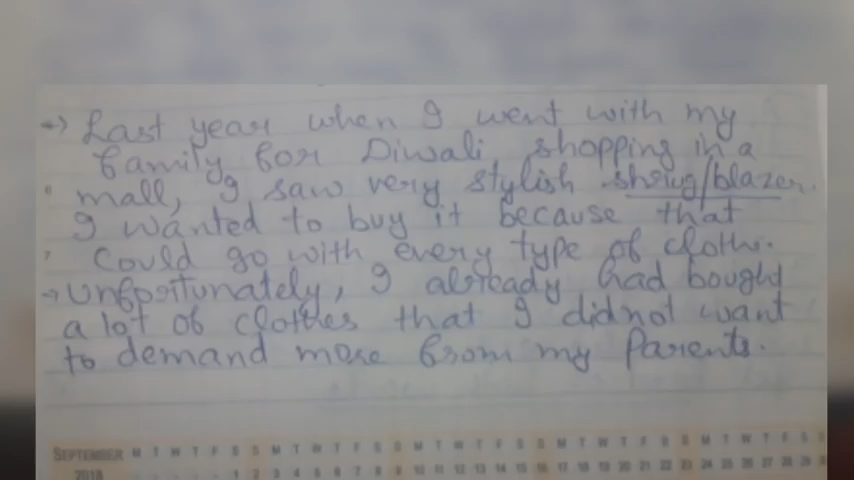 → Last year when I went with my
family for Diwali shopping in a
mall, I saw very stylish shrug/blazer.
I wanted to buy it because that
could go with every type of cloths.
→ Unfortunately, I already had bought
a lot of clothes that I did not want
to demand more from my Parents.
SEPTEMBER M T W T F S S M T W T F S S M T W T F S S M T W T F S S M T W T F S S
2018 1 2 3 4 5 6 7 8 9 10 11 12 13 14 15 16 17 18 19 20 21 22 23 24 25 26 27 28 29